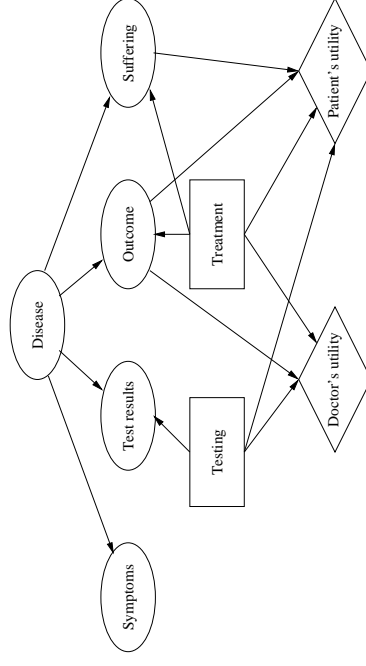 Disease
Symptoms
Test results
Outcome
Suffering
Testing
Treatment
Doctor's utility
Patient's utility